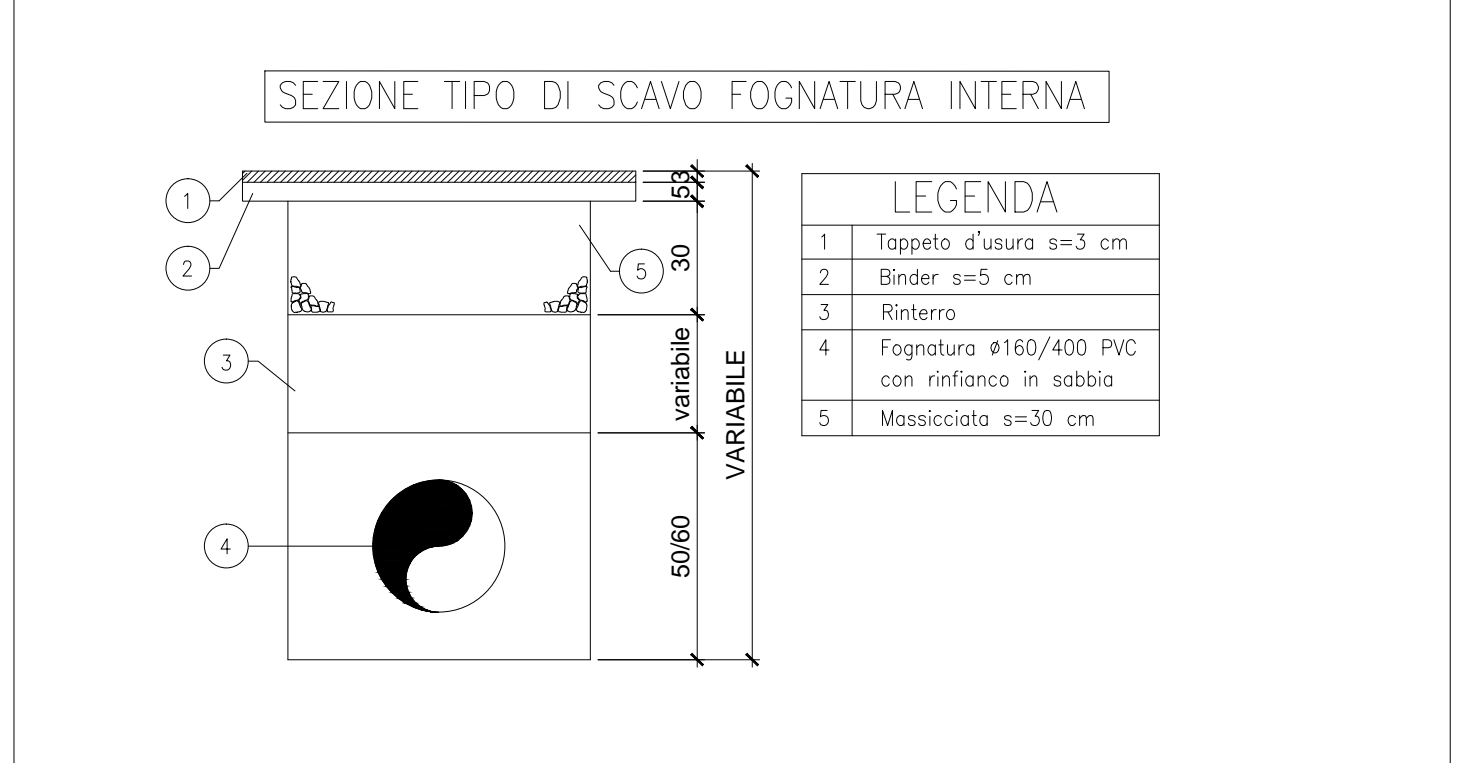 SEZIONE TIPO DI SCAVO FOGNATURA INTERNA
1
2
3
4
5
3
5
30
variabile
50/60
VARIABILE
LEGENDA
1 Tappeto d'usura s=3 cm
2 Binder s=5 cm
3 Rinterro
4 Fognatura ø160/400 PVC
con rinfianco in sabbia
5 Massicciata s=30 cm